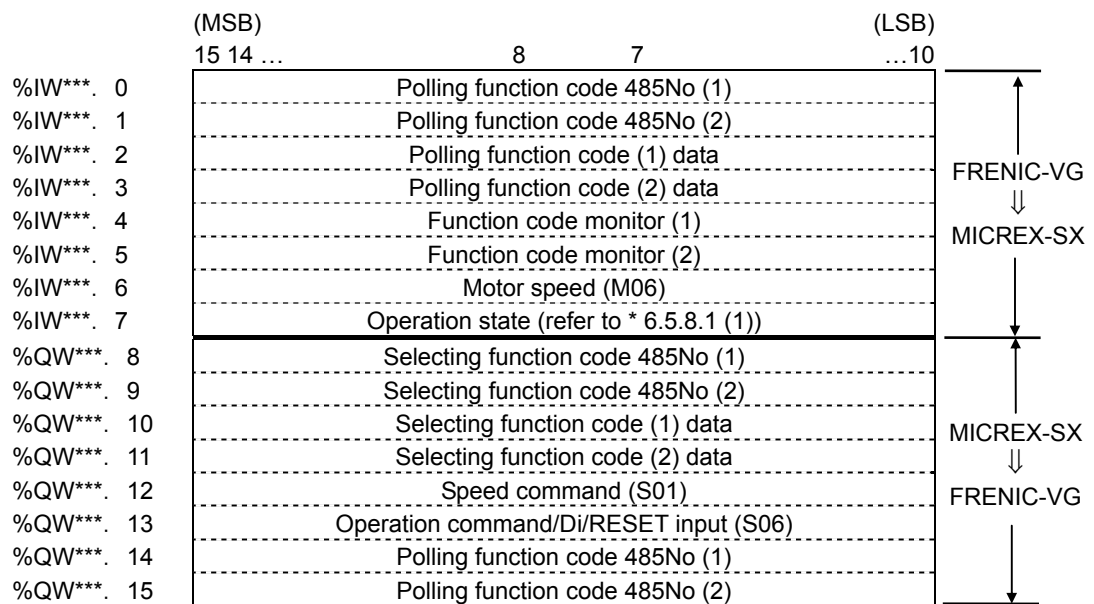 (MSB) (LSB)
15 14 … 8 7 …10
%IW***. 0 Polling function code 485No (1)
%IW***. 1 Polling function code 485No (2)
%IW***. 2 Polling function code (1) data
%IW***. 3 Polling function code (2) data
%IW***. 4 Function code monitor (1)
%IW***. 5 Function code monitor (2)
%IW***. 6 Motor speed (M06)
%IW***. 7 Operation state (refer to * 6.5.8.1 (1))
FRENIC-VG
⇓
MICREX-SX
%QW***. 8 Selecting function code 485No (1)
%QW***. 9 Selecting function code 485No (2)
%QW***. 10 Selecting function code (1) data
%QW***. 11 Selecting function code (2) data
%QW***. 12 Speed command (S01)
%QW***. 13 Operation command/Di/RESET input (S06)
%QW***. 14 Polling function code 485No (1)
%QW***. 15 Polling function code 485No (2)
MICREX-SX
⇓
FRENIC-VG